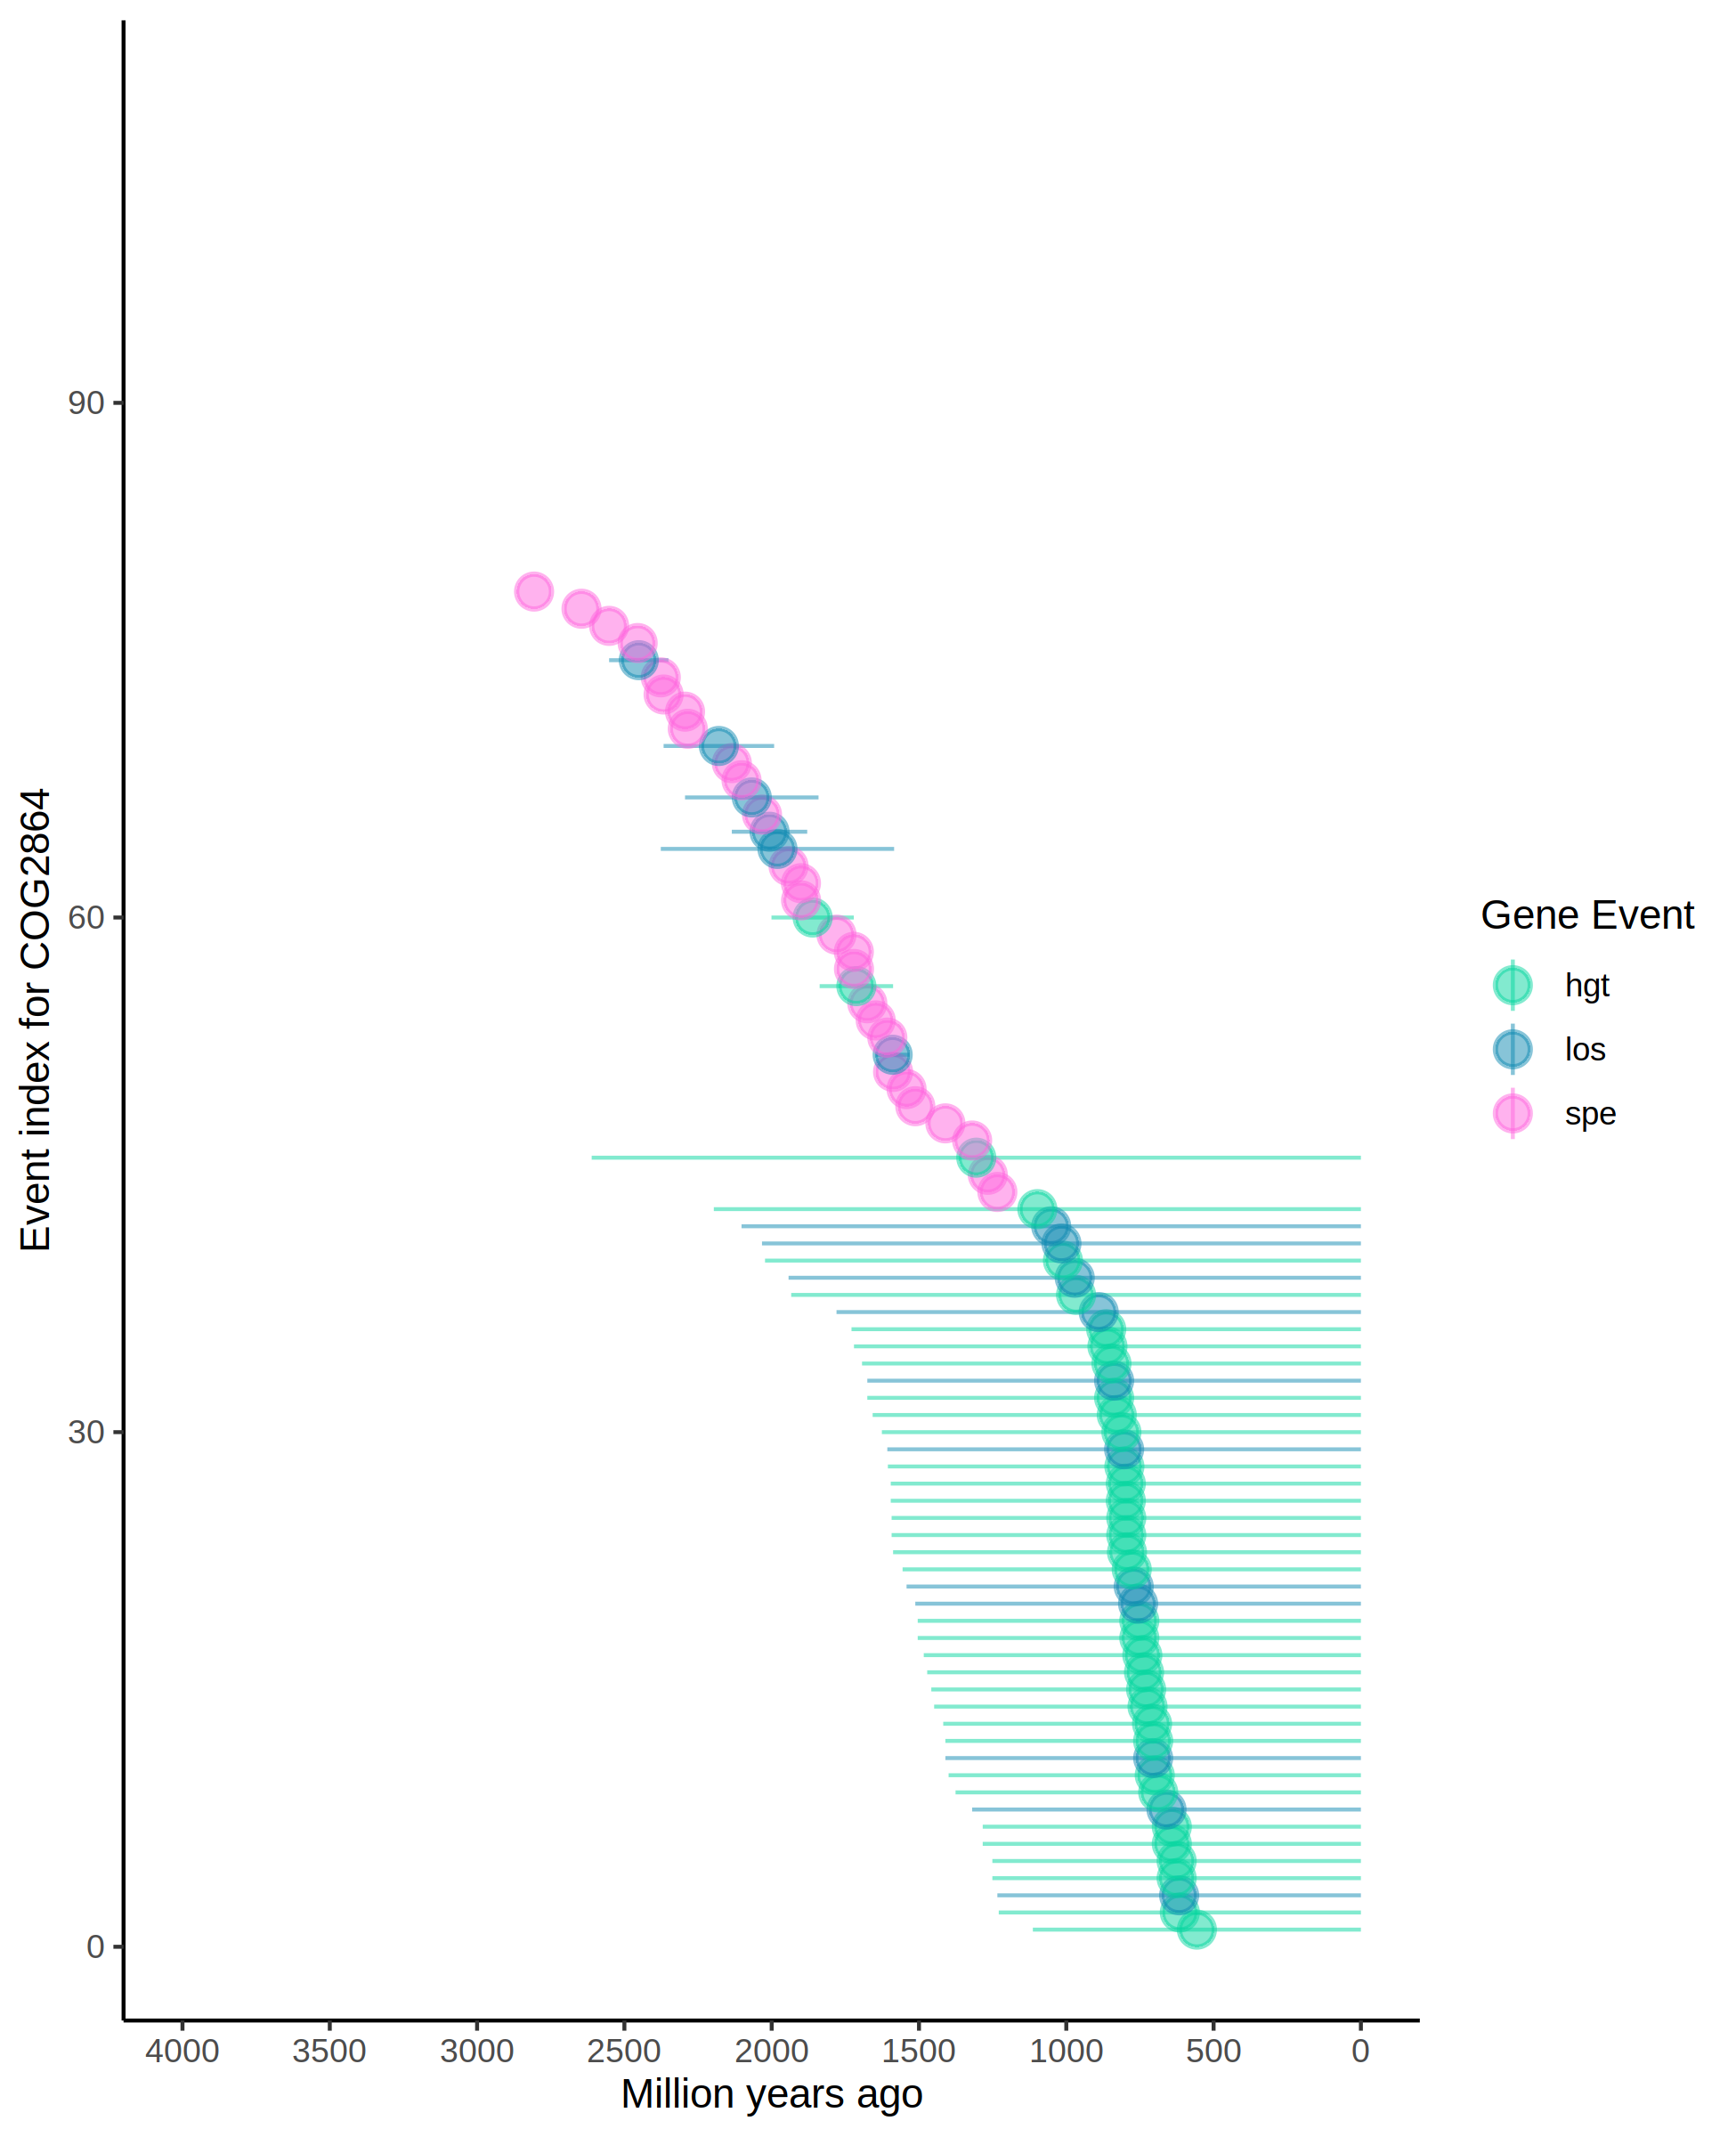 90
60
30
0
Event index for COG2864
4000 3500 3000 2500 2000 1500 1000 500 0
Million years ago
Gene Event
hgt
los
spe